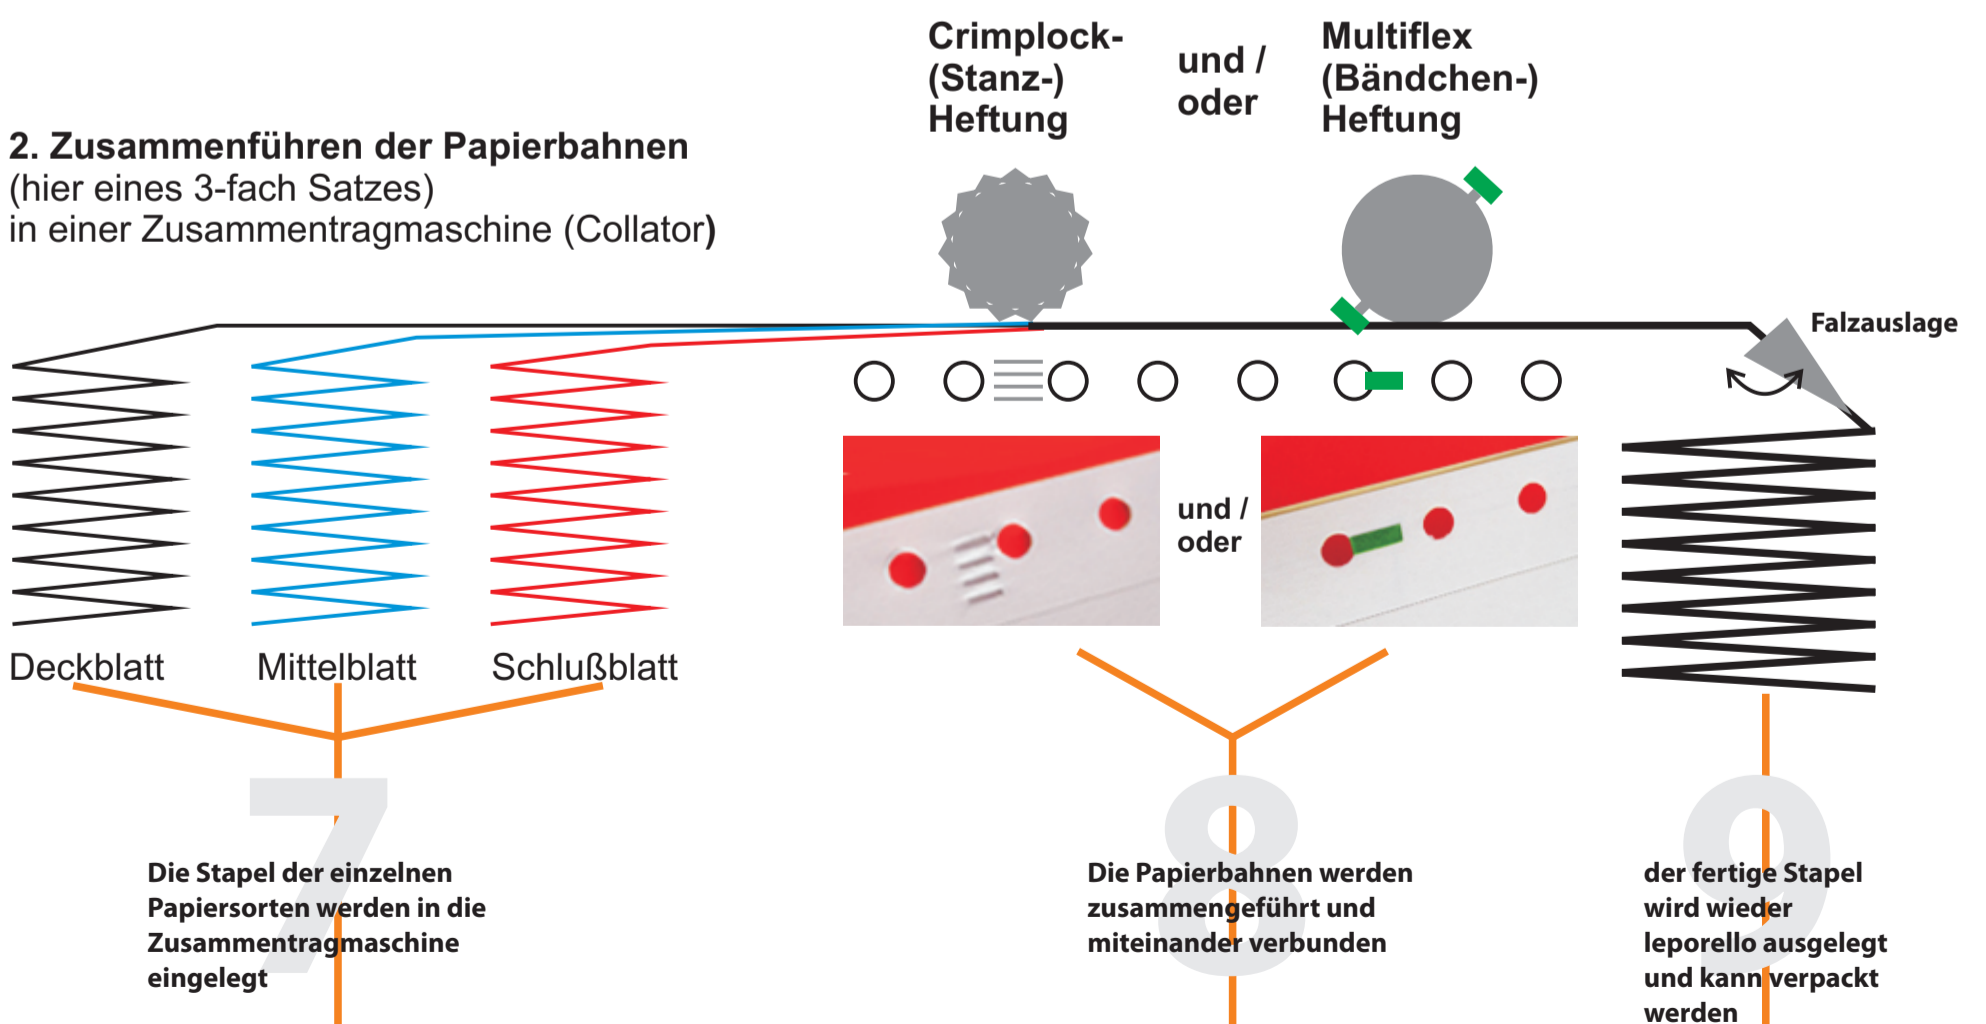 Crimplock-
(Stanz-)
Heftung
und /
oder
Multiflex
(Bändchen-)
Heftung
2. Zusammenführen der Papierbahnen
(hier eines 3-fach Satzes)
in einer Zusammentragmaschine (Collator)
Falzauslage
und /
oder
Deckblatt
Mittelblatt
Schlußblatt
7
Die Stapel der einzelnen
Papiersorten werden in die
Zusammentragmaschine
eingelegt
8
Die Papierbahnen werden
zusammengeführt und
miteinander verbunden
9
der fertige Stapel
wird wieder
leporello ausgelegt
und kann verpackt
werden